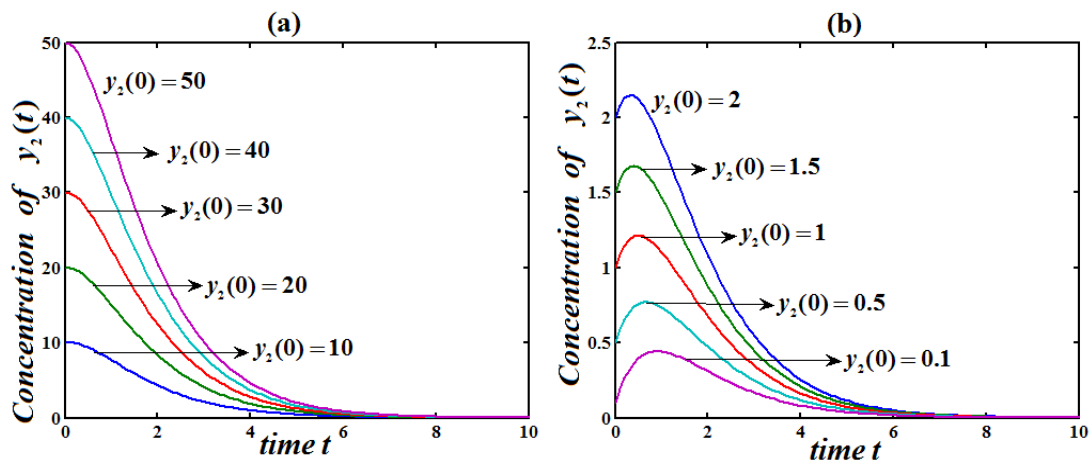 (a)
Concentration of y₂(t)
50
40
30
20
10
0
y₂(0) = 50
y₂(0) = 40
y₂(0) = 30
y₂(0) = 20
y₂(0) = 10
0 2 4 6 8 10
time t
(b)
Concentration of y₂(t)
2.5
2
1.5
1
0.5
0
y₂(0) = 2
y₂(0) = 1.5
y₂(0) = 1
y₂(0) = 0.5
y₂(0) = 0.1
0 2 4 6 8 10
time t